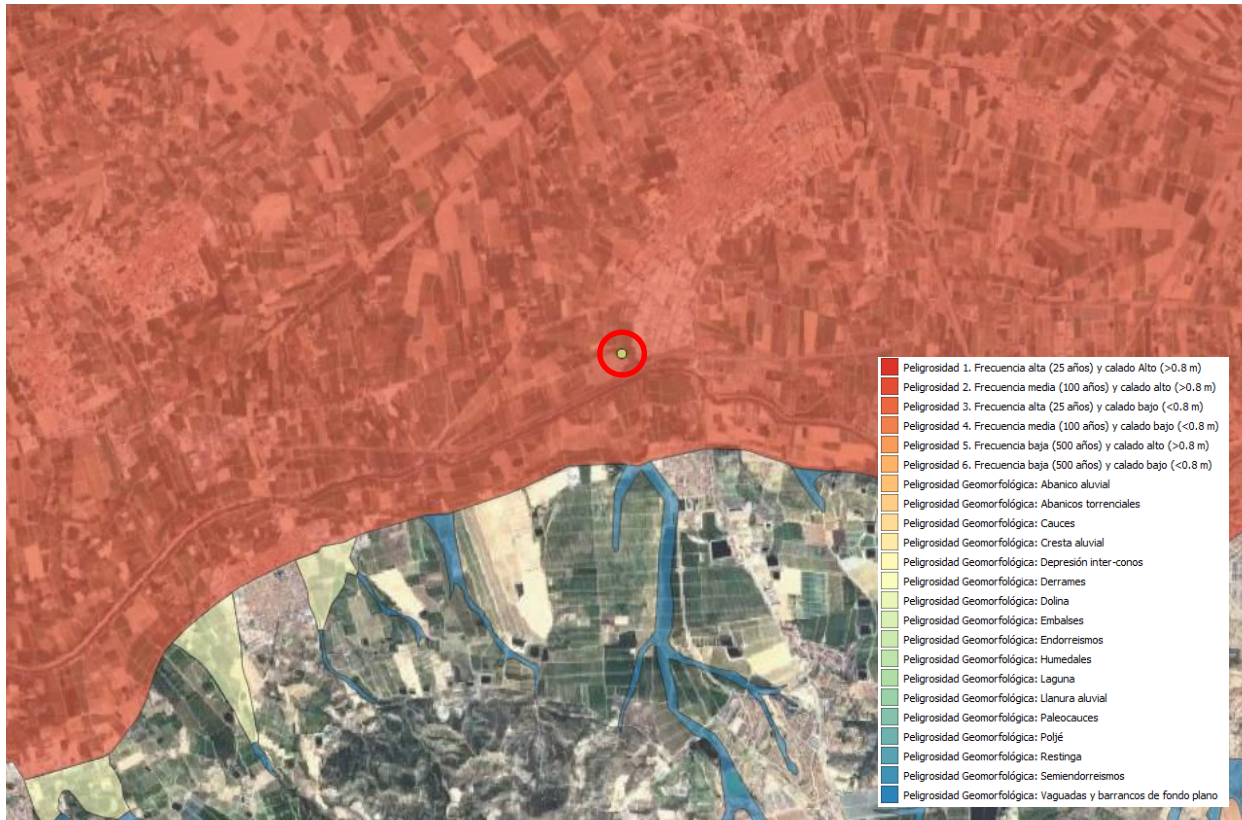 Peligrosidad 1. Frecuencia alta (25 años) y calado Alto (>0.8 m)
Peligrosidad 2. Frecuencia media (100 años) y calado alto (>0.8 m)
Peligrosidad 3. Frecuencia alta (25 años) y calado bajo (<0.8 m)
Peligrosidad 4. Frecuencia media (100 años) y calado bajo (<0.8 m)
Peligrosidad 5. Frecuencia baja (500 años) y calado alto (>0.8 m)
Peligrosidad 6. Frecuencia baja (500 años) y calado bajo (<0.8 m)
Peligrosidad Geomorfológica: Abanico aluvial
Peligrosidad Geomorfológica: Abanicos torrenciales
Peligrosidad Geomorfológica: Cauces
Peligrosidad Geomorfológica: Cresta aluvial
Peligrosidad Geomorfológica: Depresión inter-conos
Peligrosidad Geomorfológica: Derrames
Peligrosidad Geomorfológica: Dolina
Peligrosidad Geomorfológica: Embalses
Peligrosidad Geomorfológica: Endorreismos
Peligrosidad Geomorfológica: Humedales
Peligrosidad Geomorfológica: Laguna
Peligrosidad Geomorfológica: Llanura aluvial
Peligrosidad Geomorfológica: Paleocauces
Peligrosidad Geomorfológica: Poljé
Peligrosidad Geomorfológica: Restinga
Peligrosidad Geomorfológica: Semiendorreismos
Peligrosidad Geomorfológica: Vaguadas y barrancos de fondo plano